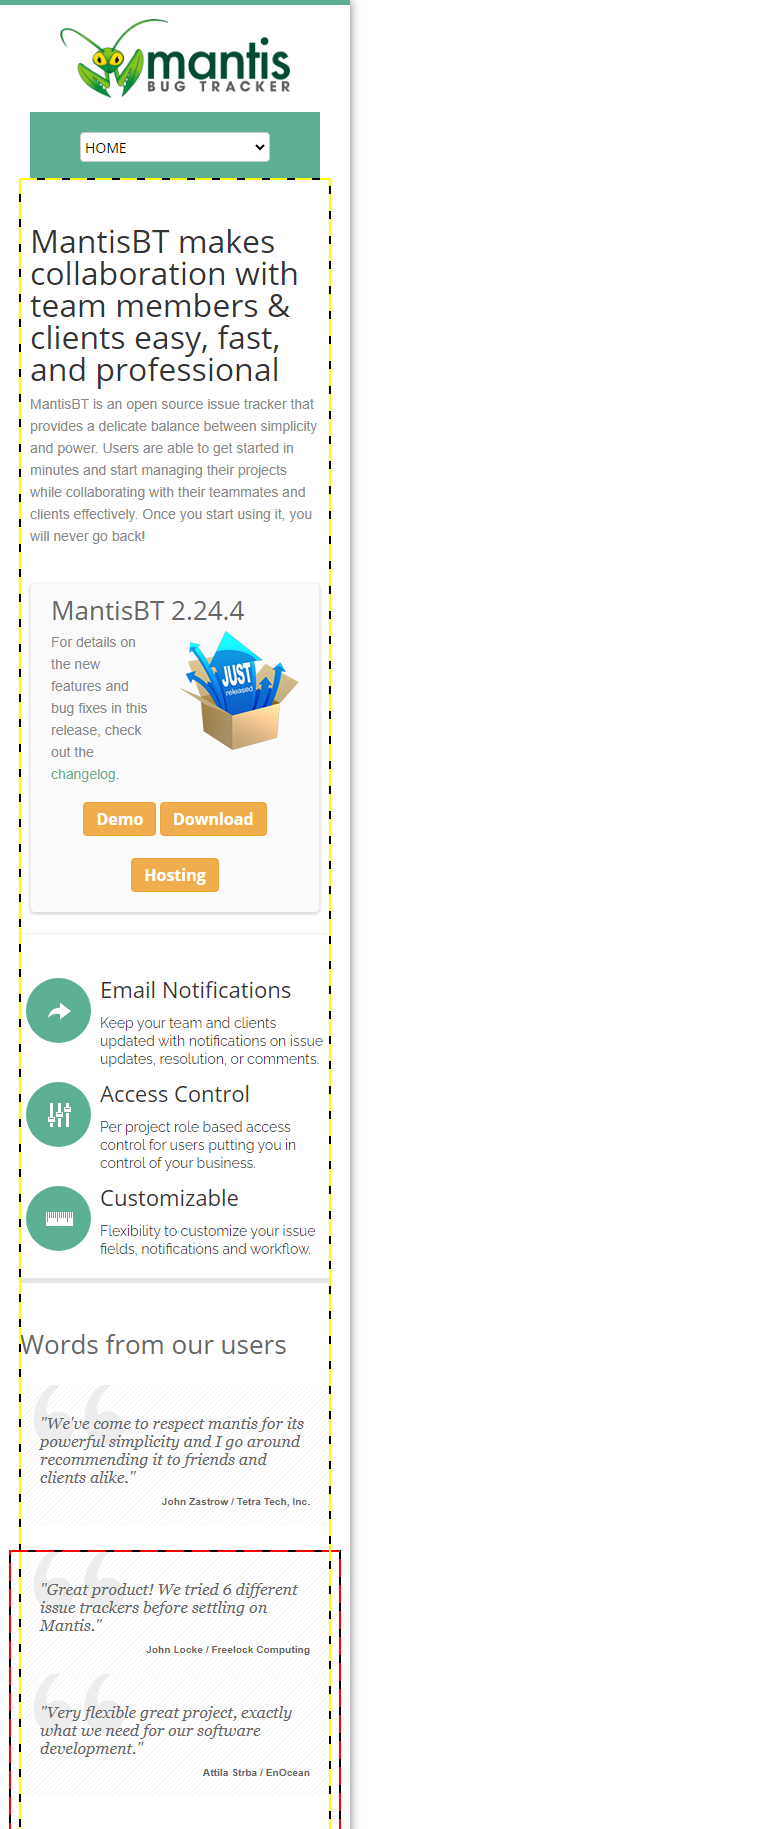 mantis
BUG TRACKER
HOME
MantisBT makes
collaboration with
team members &
clients easy, fast,
and professional
MantisBT is an open source issue tracker that
provides a delicate balance between simplicity
and power. Users are able to get started in
minutes and start managing their projects
while collaborating with their teammates and
clients effectively. Once you start using it, you
will never go back!
MantisBT 2.24.4
For details on
the new
features and
bug fixes in this
release, check
out the
changelog.
JUST
released
Demo Download
Hosting
Email Notifications
Keep your team and clients
updated with notifications on issue
updates, resolution, or comments.
Access Control
Per project role based access
control for users putting you in
control of your business.
Customizable
Flexibility to customize your issue
fields, notifications and workflow.
Words from our users
"We've come to respect mantis for its
powerful simplicity and I go around
recommending it to friends and
clients alike."
John Zastrow / Tetra Tech, Inc.
"Great product! We tried 6 different
issue trackers before settling on
Mantis."
John Locke / Freelock Computing
"Very flexible great project, exactly
what we need for our software
development."
Attila Strba / EnOcean